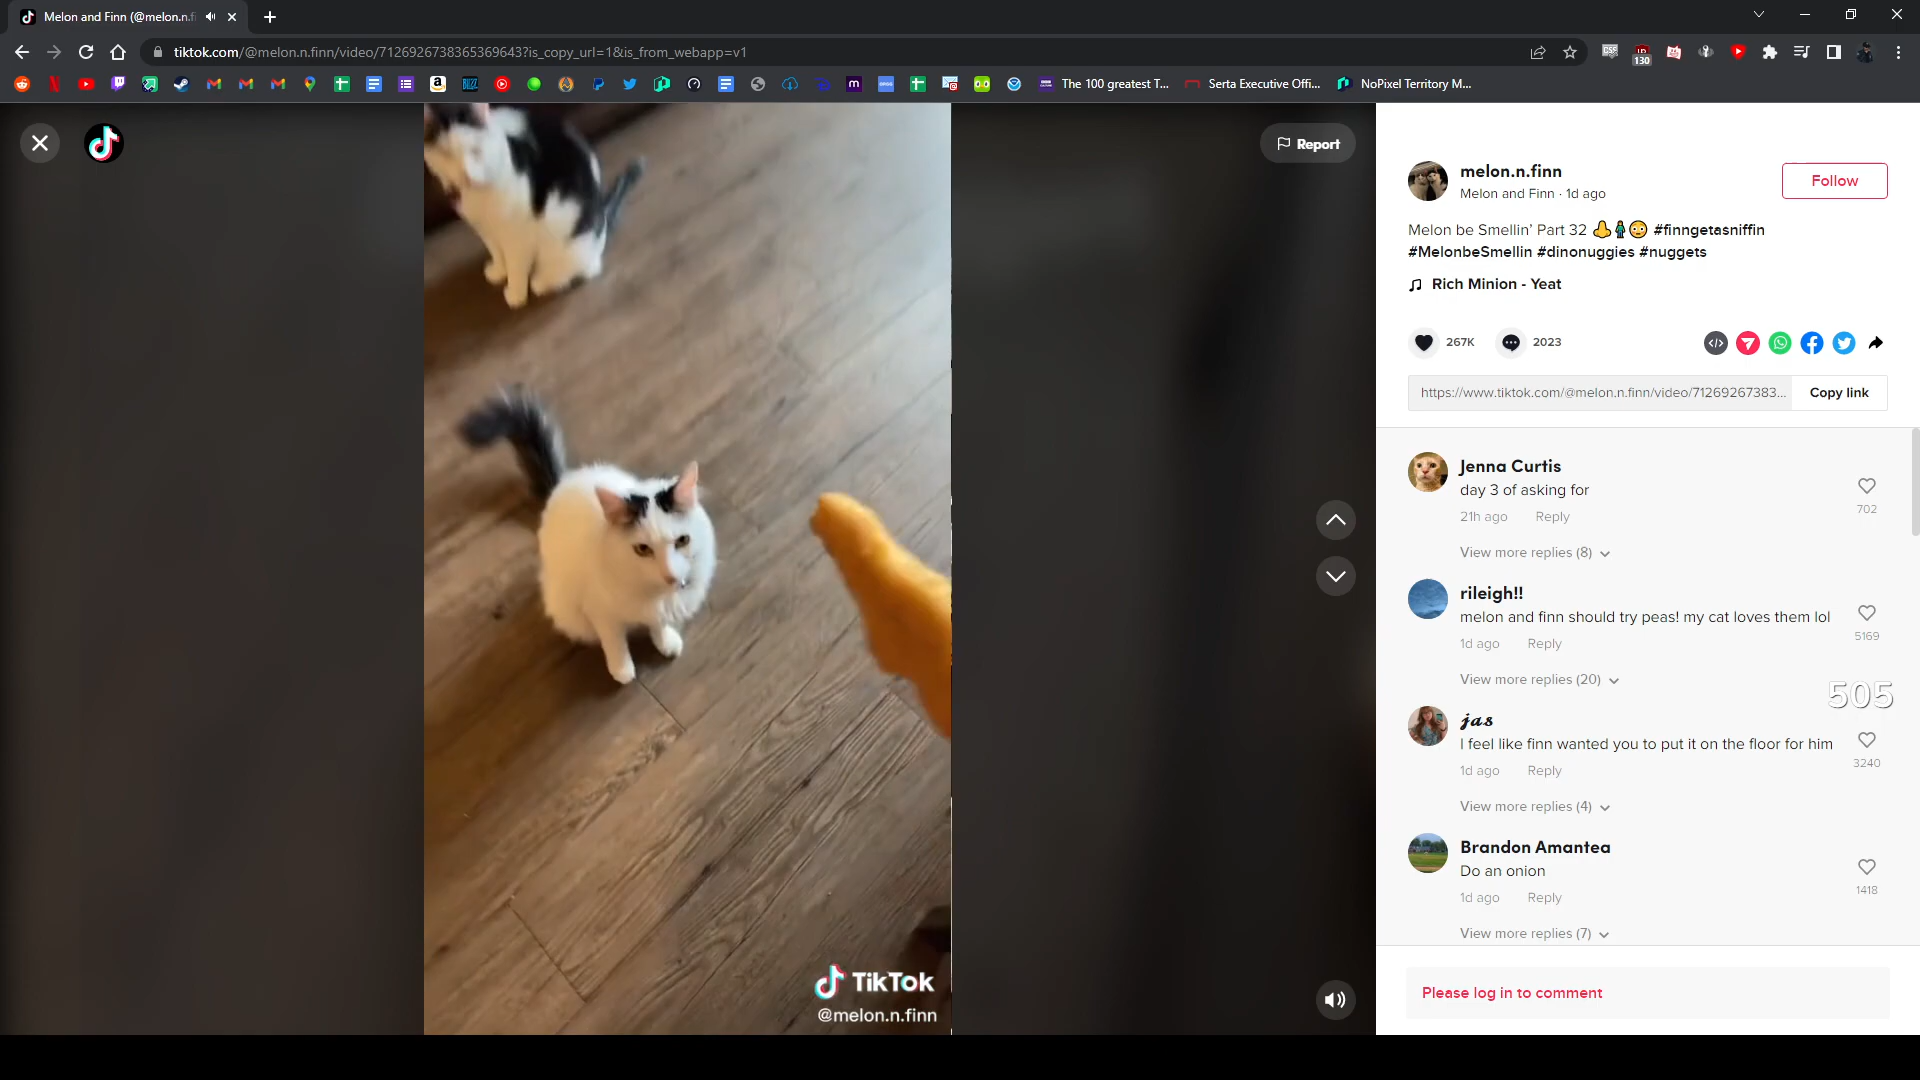 Melon and Finn (@melon.n.fi
tiktok.com/@melon.n.finn/video/7126926738365369643?is_copy_url=1&is_from_webapp=v1
130
BUZZ
The 100 greatest T...
Serta Executive Offi...
NoPixel Territory M...
Report
melon.n.finn
Melon and Finn · 1d ago
Follow
Melon be Smellin’ Part 32 👃🧍‍♂️😳 #finngetasniffin
#MelonbeSmellin #dinonuggies #nuggets
Rich Minion - Yeat
267K
2023
https://www.tiktok.com/@melon.n.finn/video/71269267383...
Copy link
Jenna Curtis
day 3 of asking for
21h ago Reply
702
View more replies (8)
rileigh!!
melon and finn should try peas! my cat loves them lol
1d ago Reply
5169
View more replies (20)
505
𝓳𝓪𝓼
I feel like finn wanted you to put it on the floor for him
1d ago Reply
3240
View more replies (4)
Brandon Amantea
Do an onion
1d ago Reply
1418
View more replies (7)
TikTok
@melon.n.finn
Please log in to comment